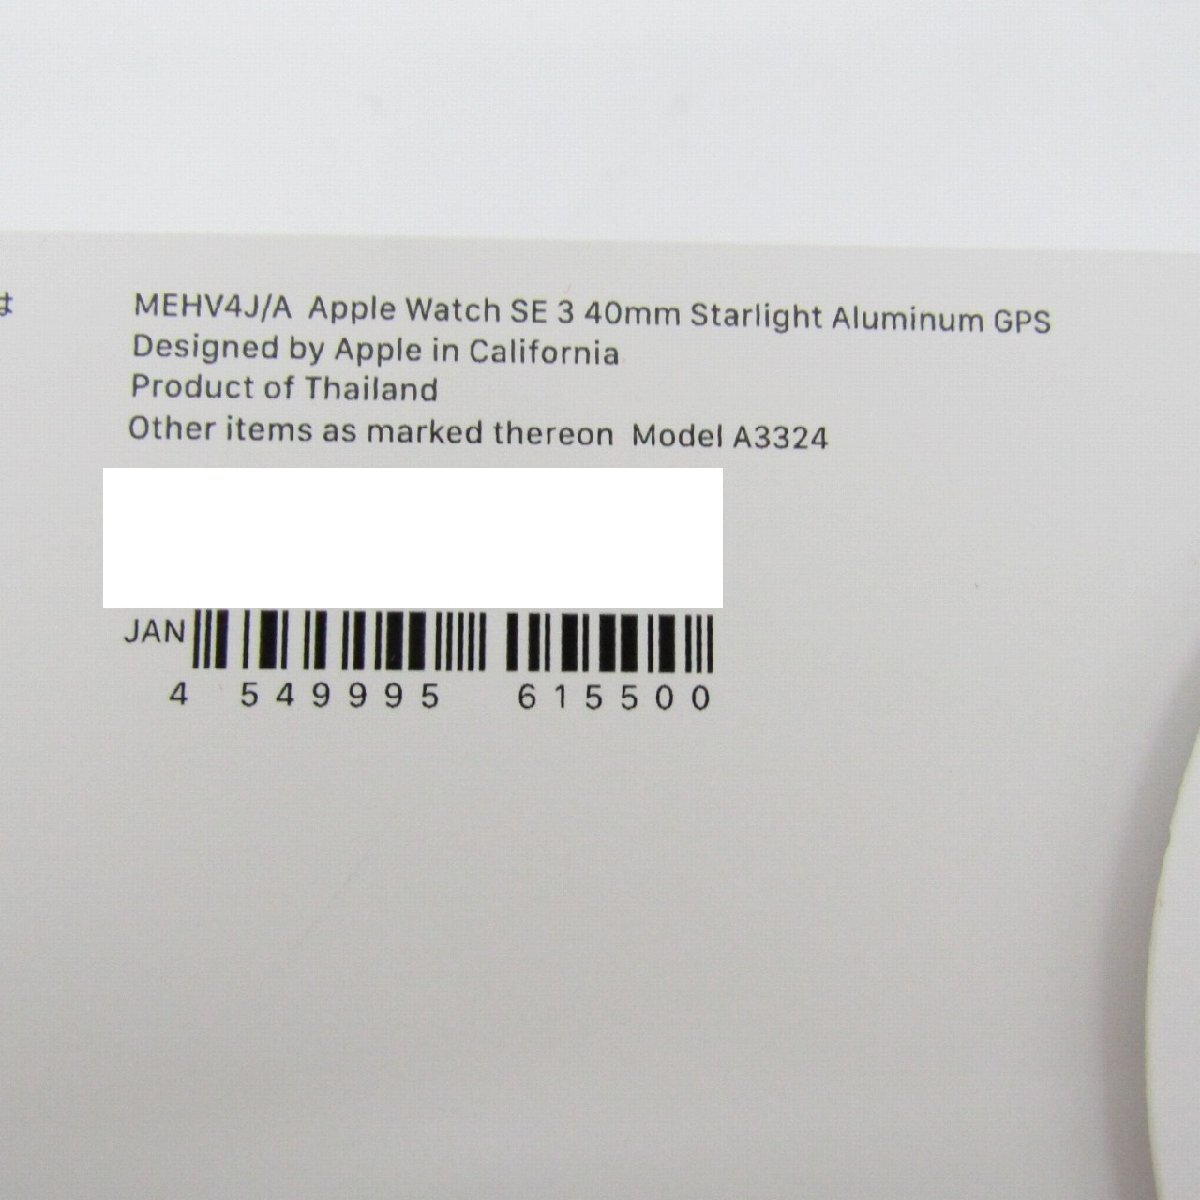 は
MEHV4J/A Apple Watch SE 3 40mm Starlight Aluminum GPS
Designed by Apple in California
Product of Thailand
Other items as marked thereon Model A3324
JAN
4 549995 615500